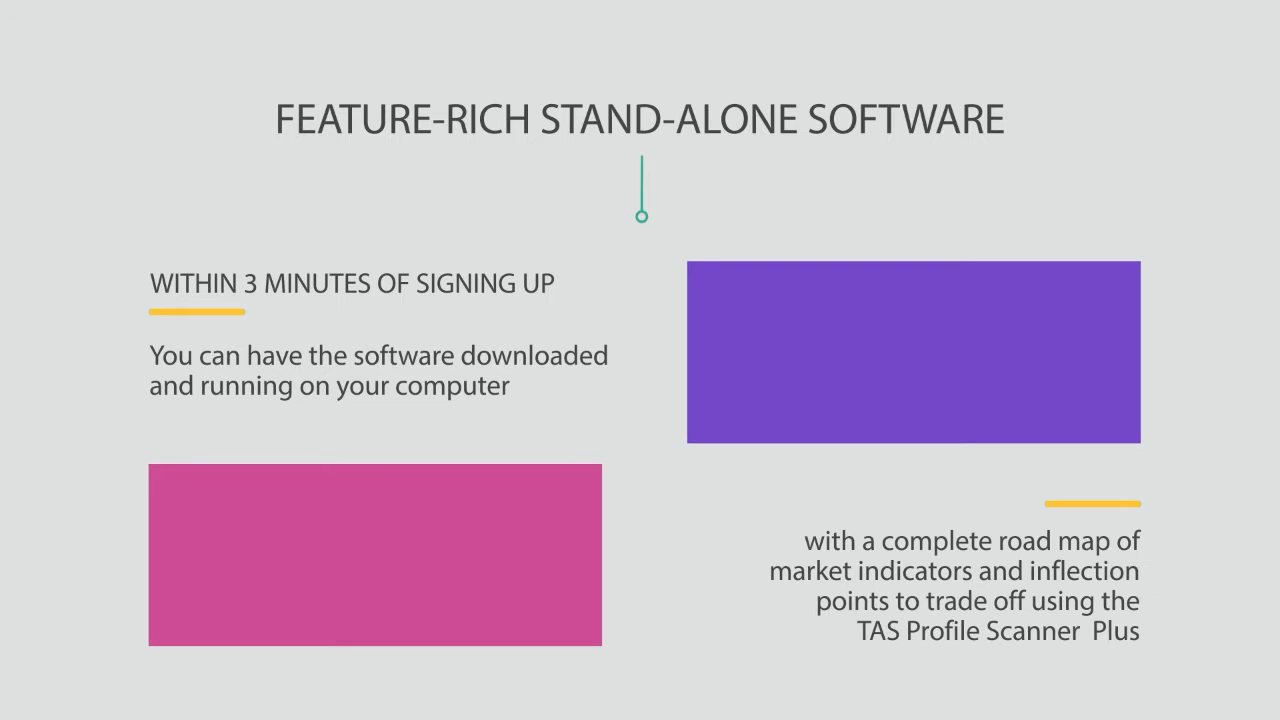 FEATURE-RICH STAND-ALONE SOFTWARE
WITHIN 3 MINUTES OF SIGNING UP
You can have the software downloaded
and running on your computer
with a complete road map of
market indicators and inflection
points to trade off using the
TAS Profile Scanner  Plus